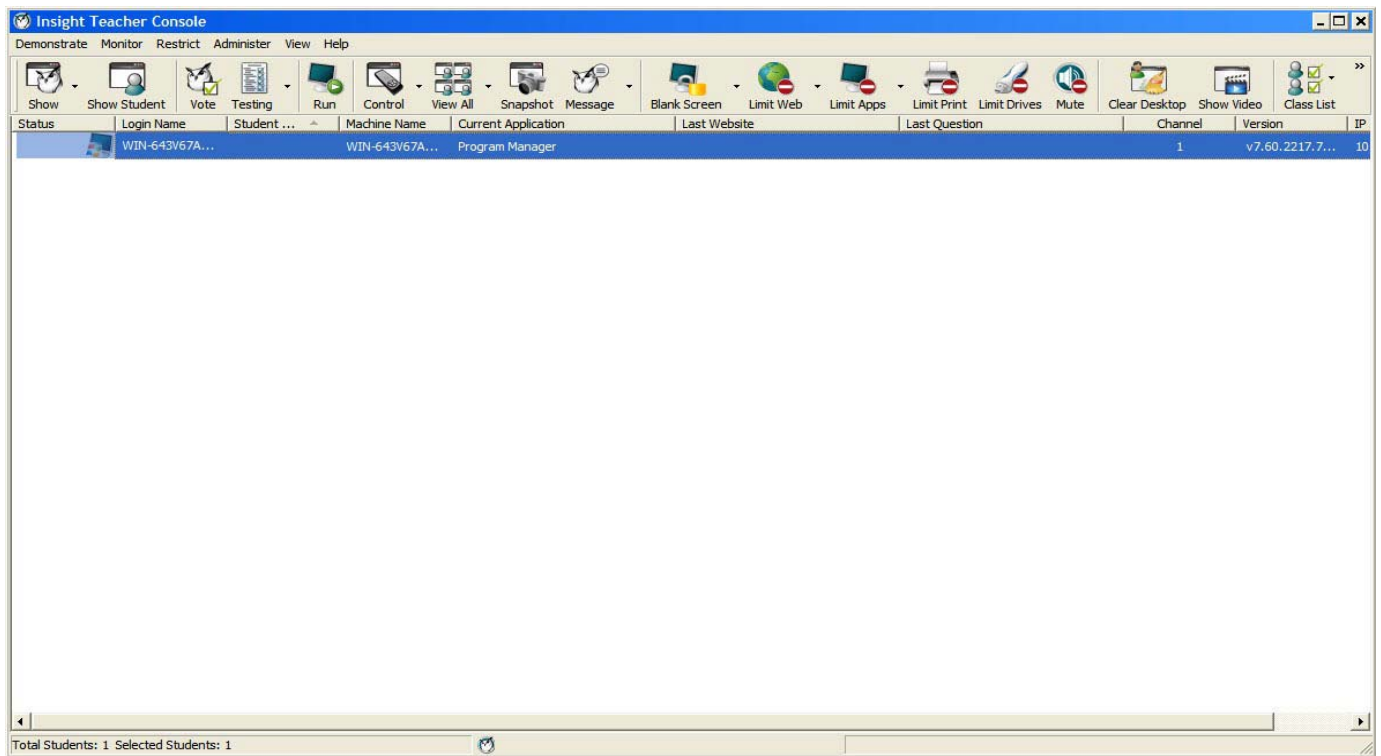 Insight Teacher Console
Demonstrate Monitor Restrict Administer View Help
Show Show Student Vote Testing Run Control View All Snapshot Message Blank Screen Limit Web Limit Apps Limit Print Limit Drives Mute Clear Desktop Show Video Class List
Status Login Name Student ... Machine Name Current Application Last Website Last Question Channel Version IP
WIN-643V67A... WIN-643V67A... Program Manager 1 v7.60.2217.7... 10
Total Students: 1 Selected Students: 1